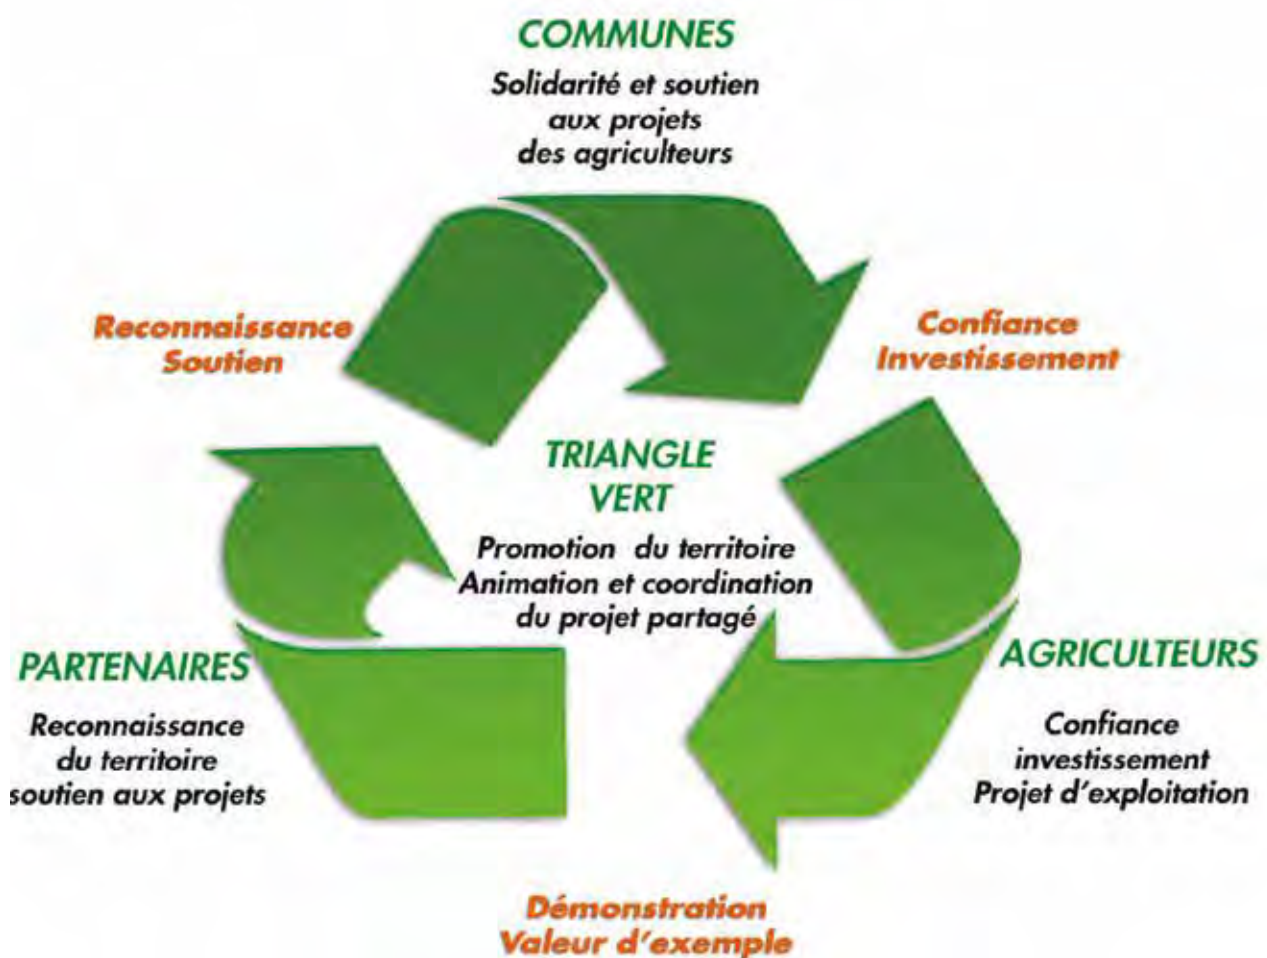 COMMUNES
Solidarité et soutien
aux projets
des agriculteurs
Reconnaissance
Soutien
Confiance
Investissement
TRIANGLE
VERT
Promotion du territoire
Animation et coordination
du projet partagé
PARTENAIRES
Reconnaissance
du territoire
soutien aux projets
AGRICULTEURS
Confiance
investissement
Projet d'exploitation
Démonstration
Valeur d'exemple